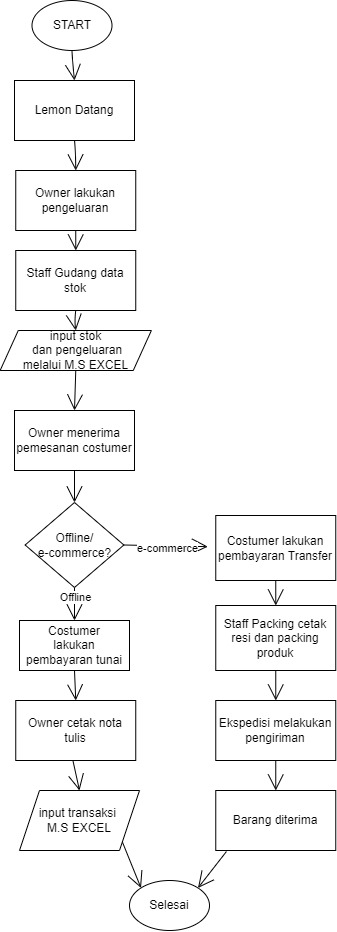 START
Lemon Datang
Owner lakukan
pengeluaran
Staff Gudang data
stok
input stok
dan pengeluaran
melalui M.S EXCEL
Owner menerima
pemesanan costumer
Offline/
e-commerce?
e-commerce
Offline
Costumer
lakukan
pembayaran tunai
Owner cetak nota
tulis
input transaksi
M.S EXCEL
Costumer lakukan
pembayaran Transfer
Staff Packing cetak
resi dan packing
produk
Ekspedisi melakukan
pengiriman
Barang diterima
Selesai